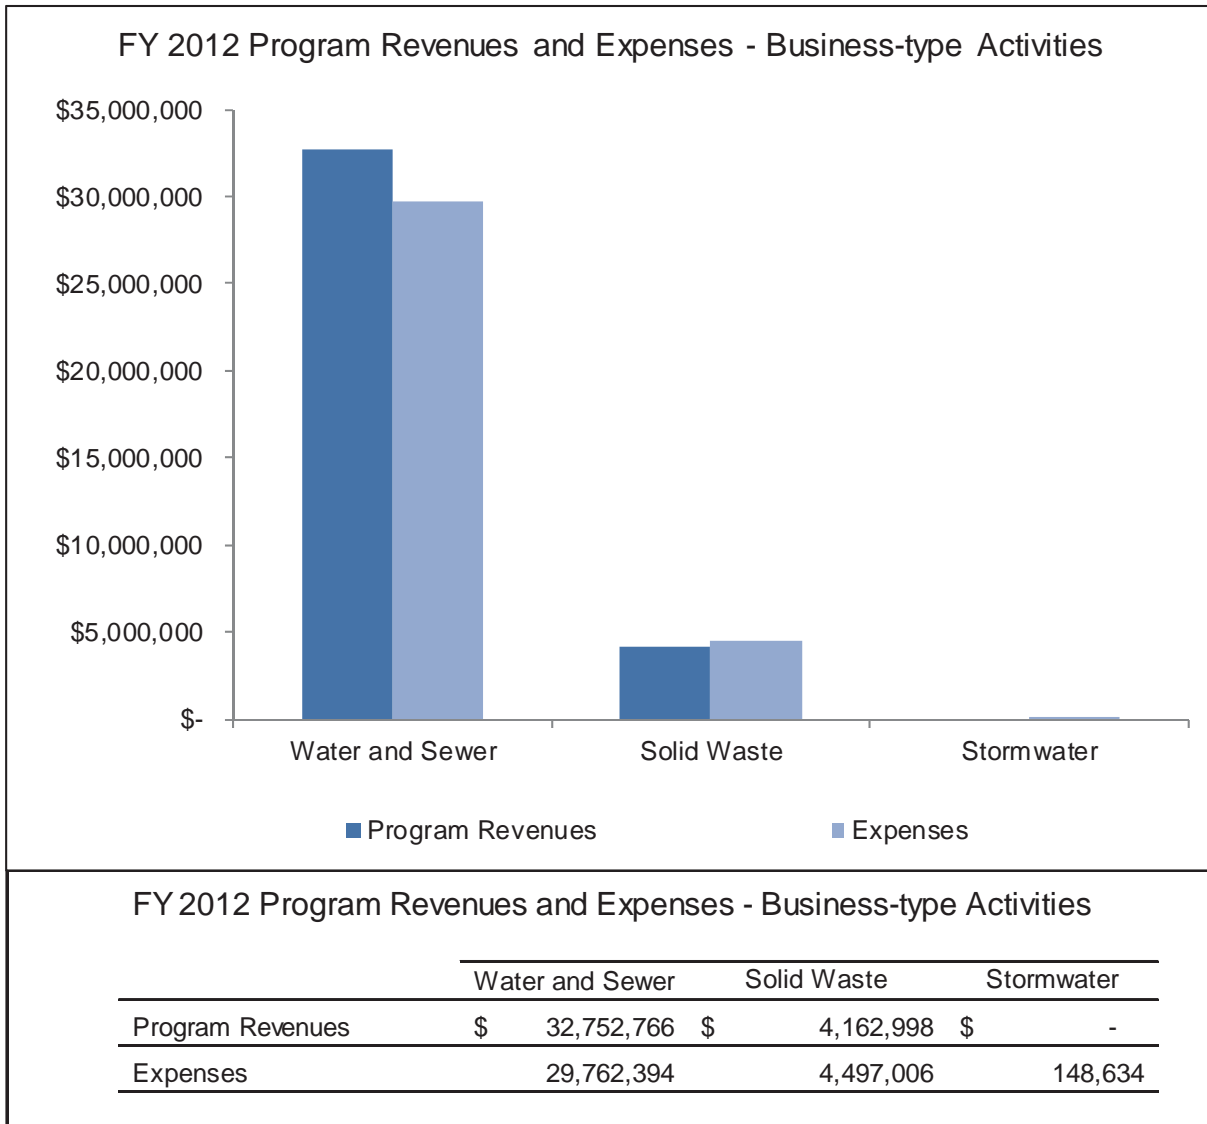 FY 2012 Program Revenues and Expenses - Business-type Activities
$35,000,000
$30,000,000
$25,000,000
$20,000,000
$15,000,000
$10,000,000
$5,000,000
$-
Water and Sewer Solid Waste Stormwater
Program Revenues Expenses
FY 2012 Program Revenues and Expenses - Business-type Activities
Water and Sewer Solid Waste Stormwater
Program Revenues $ 32,752,766 $ 4,162,998 $ -
Expenses 29,762,394 4,497,006 148,634